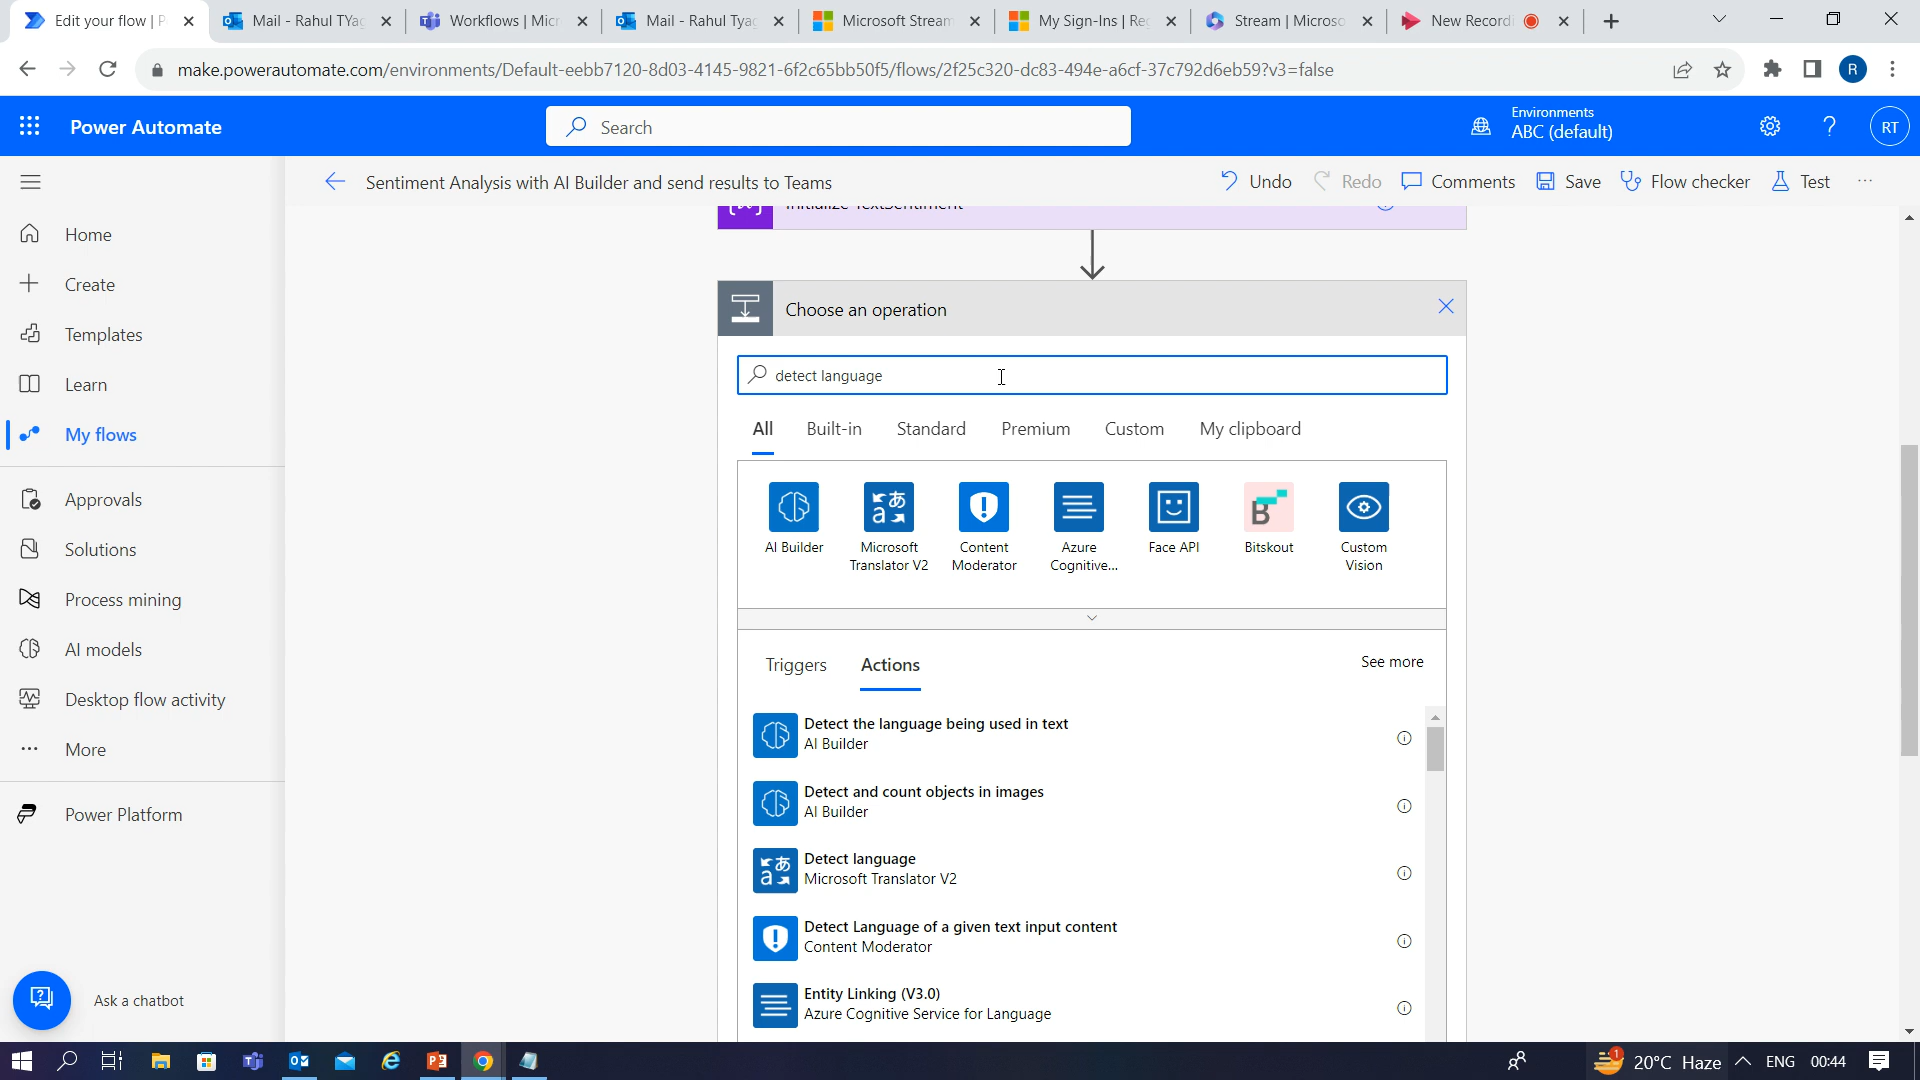 Edit your flow | P
Mail - Rahul TYag
Workflows | Micr
Mail - Rahul Tyag
Microsoft Stream
My Sign-Ins | Reg
Stream | Microso
New Recordi
make.powerautomate.com/environments/Default-eebb7120-8d03-4145-9821-6f2c65bb50f5/flows/2f25c320-dc83-494e-a6cf-37c792d6eb59?v3=false
R
Power Automate
Search
Environments
ABC (default)
RT
Sentiment Analysis with AI Builder and send results to Teams
Undo
Redo
Comments
Save
Flow checker
Test
Home
Create
Templates
Learn
My flows
Approvals
Solutions
Process mining
AI models
Desktop flow activity
More
Power Platform
Ask a chatbot
Initialize TextSentiment
Choose an operation
detect language
All
Built-in
Standard
Premium
Custom
My clipboard
AI Builder
Microsoft
Translator V2
Content
Moderator
Azure
Cognitive...
Face API
Bitskout
Custom
Vision
Triggers
Actions
See more
Detect the language being used in text
AI Builder
Detect and count objects in images
AI Builder
Detect language
Microsoft Translator V2
Detect Language of a given text input content
Content Moderator
Entity Linking (V3.0)
Azure Cognitive Service for Language
1
20°C Haze
ENG
00:44